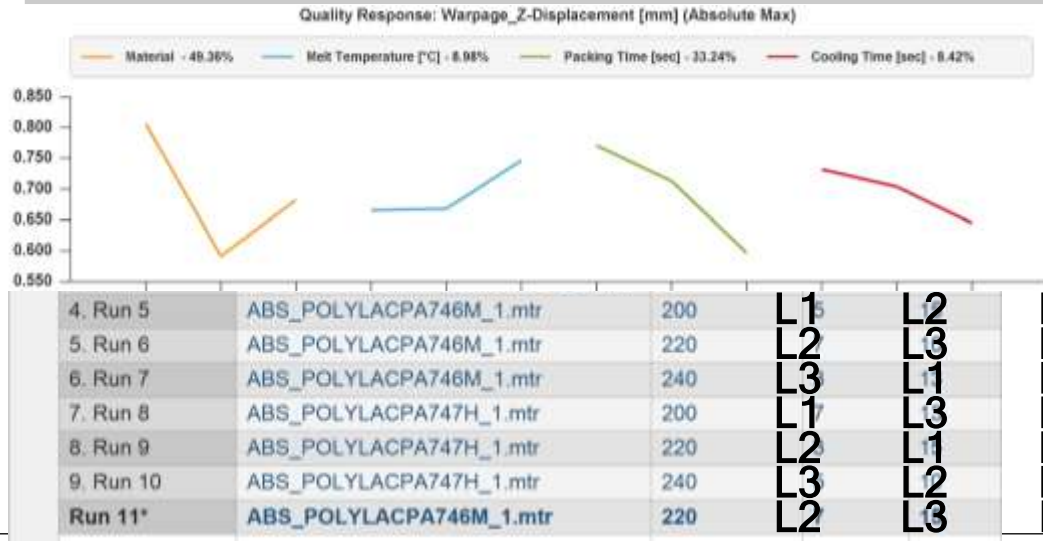 Quality Response: Warpage_Z-Displacement [mm] (Absolute Max)
Material - 49.36% Melt Temperature [°C] - 8.98% Packing Time [sec] - 33.24% Cooling Time [sec] - 8.42%
0.850
0.800
0.750
0.700
0.650
0.600
0.550
4. Run 5 ABS_POLYLACPA746M_1.mtr 200 L1 L2
5. Run 6 ABS_POLYLACPA746M_1.mtr 220 L2 L3
6. Run 7 ABS_POLYLACPA746M_1.mtr 240 L3 L1
7. Run 8 ABS_POLYLACPA747H_1.mtr 200 L1 L3
8. Run 9 ABS_POLYLACPA747H_1.mtr 220 L2 L1
9. Run 10 ABS_POLYLACPA747H_1.mtr 240 L3 L2
Run 11* ABS_POLYLACPA746M_1.mtr 220 L2 L3